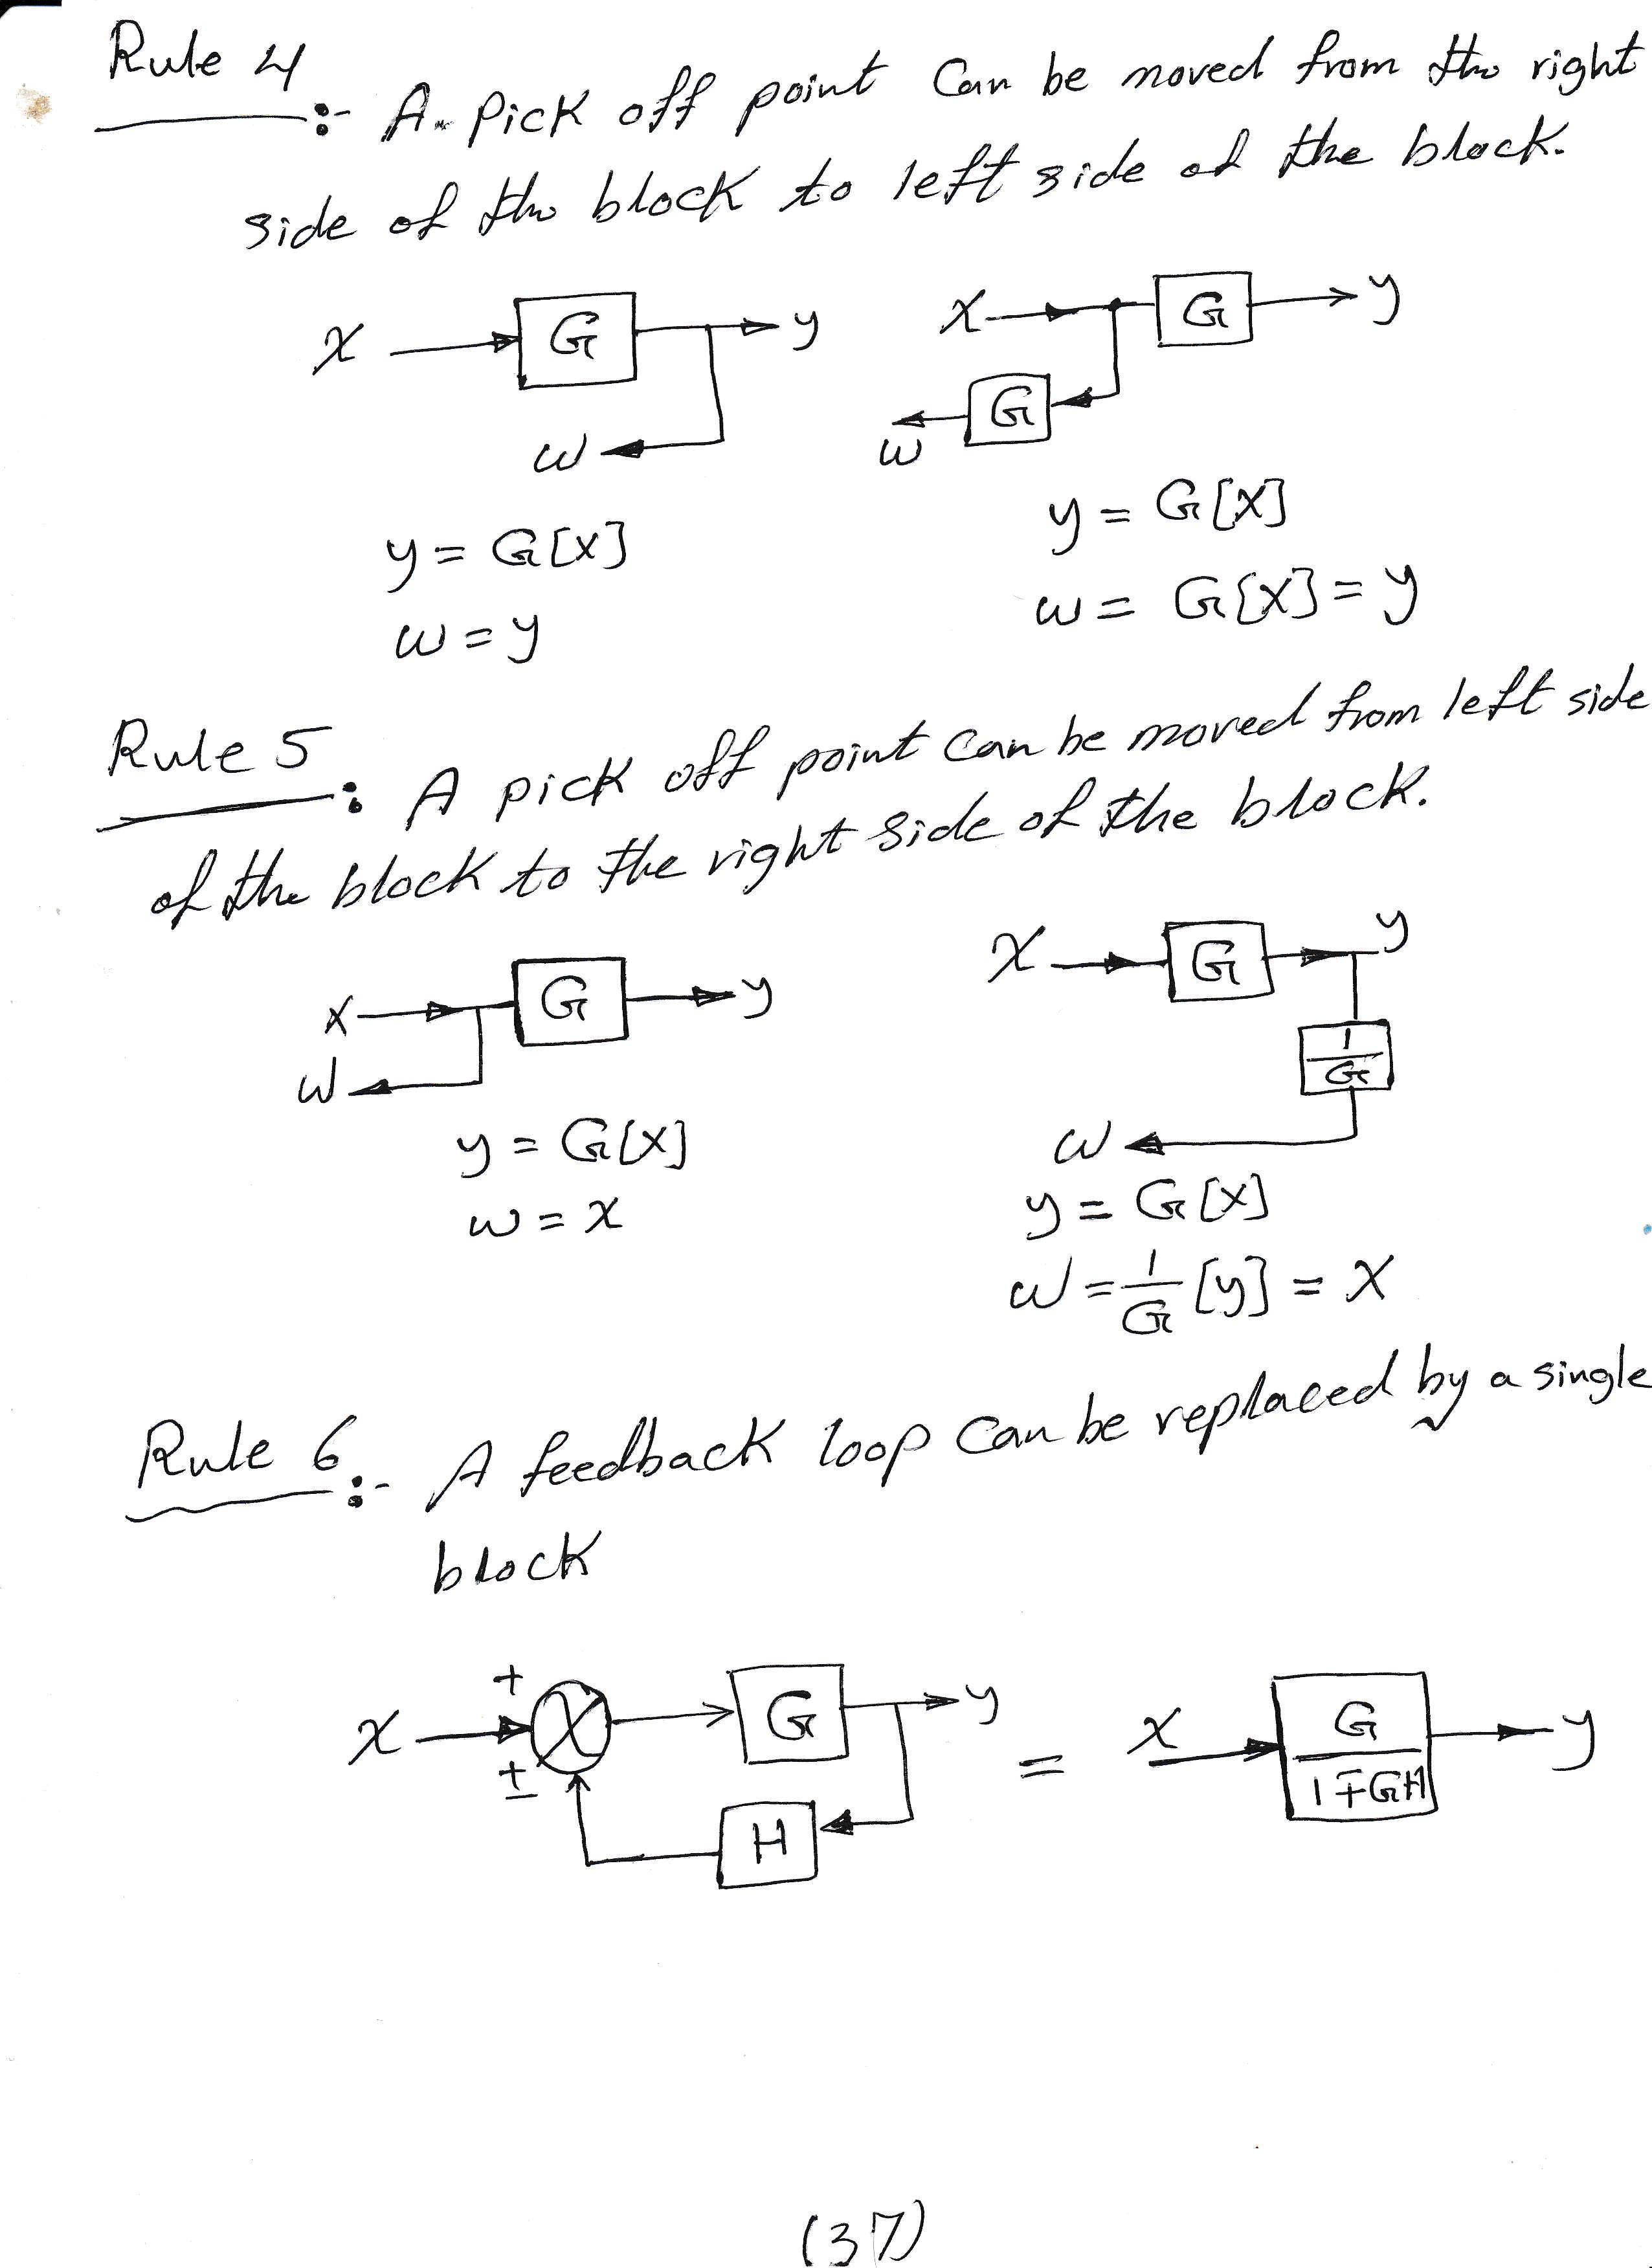 Rule 4 :- A. Pick off point Can be moved from the right
side of the block to left side of the block.
X G y X G y
w G
w
y = G[X] y = G[X]
w = y w = G[X] = y
Rule 5 : A pick off point can be moved from left side
of the block to the right side of the block.
X G y X G y
w 1/G
w
y = G[X] y = G[X]
w = x w = 1/G [y] = X
Rule 6 :- A feedback loop Can be replaced by a single
block
X + ± G y = X G/(1∓GH) y
H
(37)